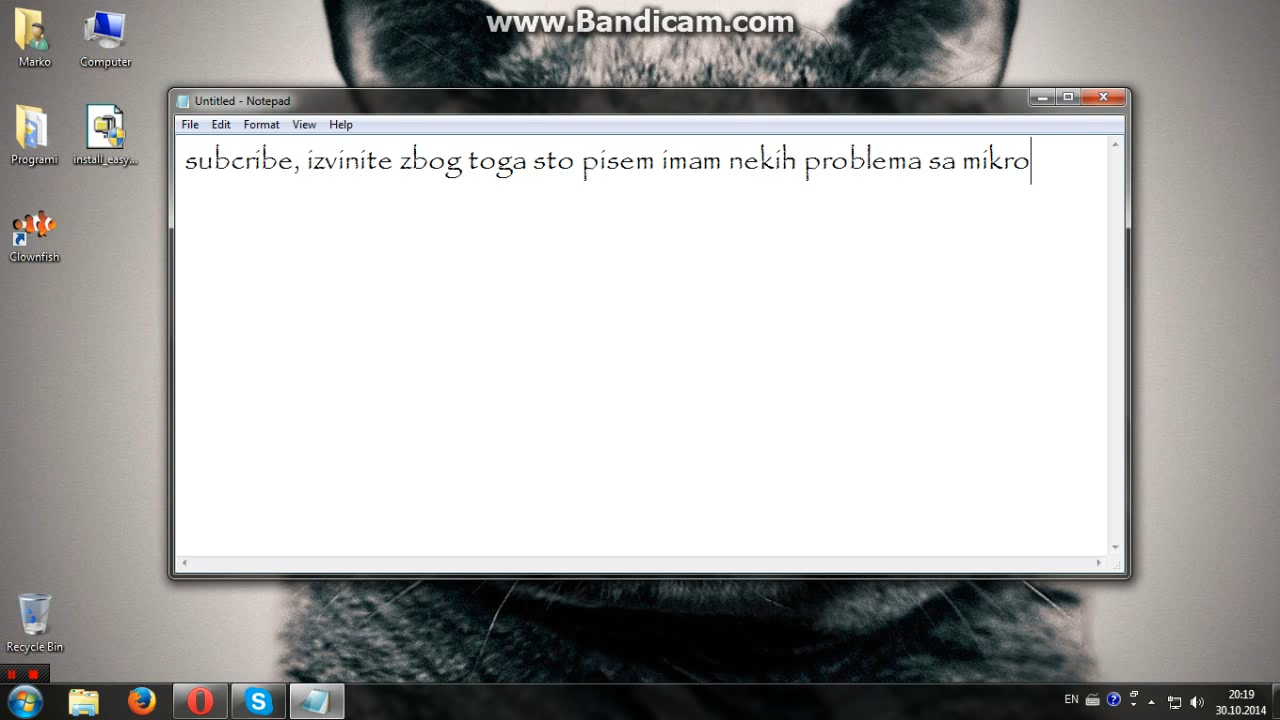 www.Bandicam.com
Marko
Computer
Untitled - Notepad
File Edit Format View Help
subcribe, izvinite zbog toga sto pisem imam nekih problema sa mikro
Programi
install_easy...
Clownfish
Recycle Bin
EN
20:19
30.10.2014